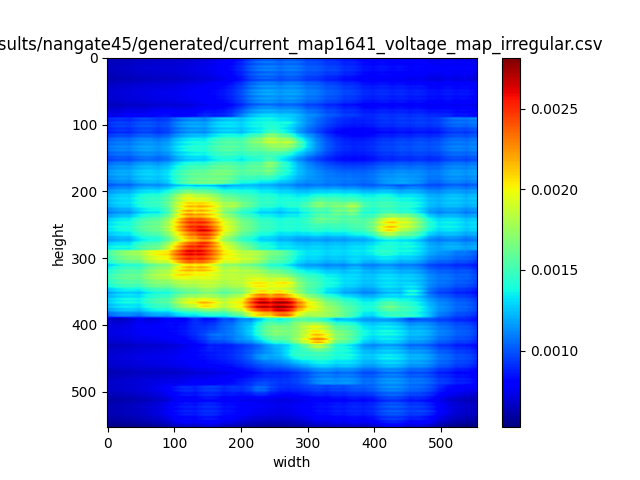 sults/nangate45/generated/current_map1641_voltage_map_irregular.csv
0
100
200
300
400
500
height
0 100 200 300 400 500
width
0.0025
0.0020
0.0015
0.0010